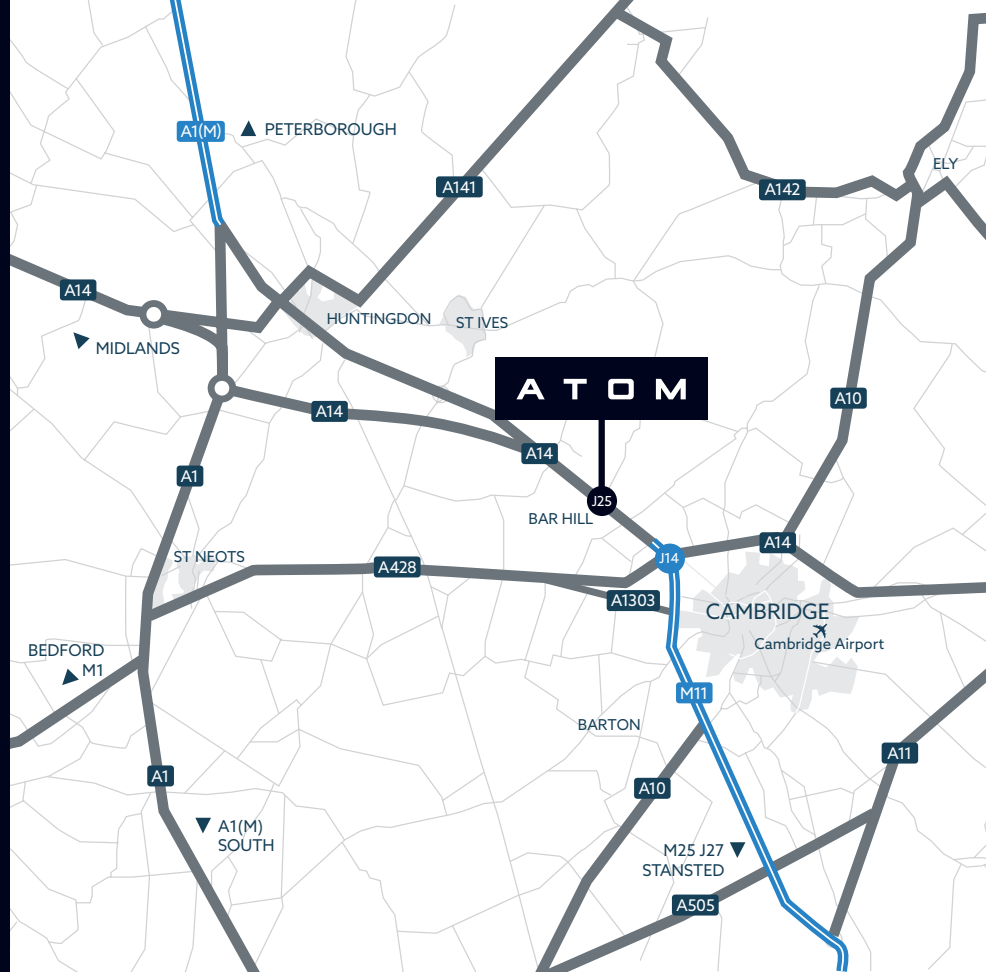 A1(M)
PETERBOROUGH
ELY
A141
A142
A14
HUNTINGDON
ST IVES
MIDLANDS
ATOM
A10
A14
A14
A1
J25
BAR HILL
A14
J14
ST NEOTS
A428
A1303
CAMBRIDGE
Cambridge Airport
BEDFORD
M1
M11
BARTON
A11
A1
A10
A1(M)
SOUTH
M25 J27
STANSTED
A505